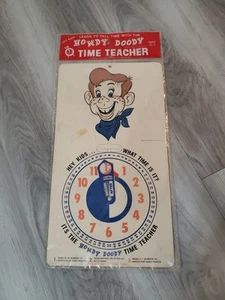 LEARN TO TELL TIME WITH THE
HOWDY DOODY
TIME TEACHER
HEY, KIDS... WHAT TIME IS IT?
12
11
1
10
2
9
3
8
4
7
5
6
IT'S THE HOWDY DOODY TIME TEACHER